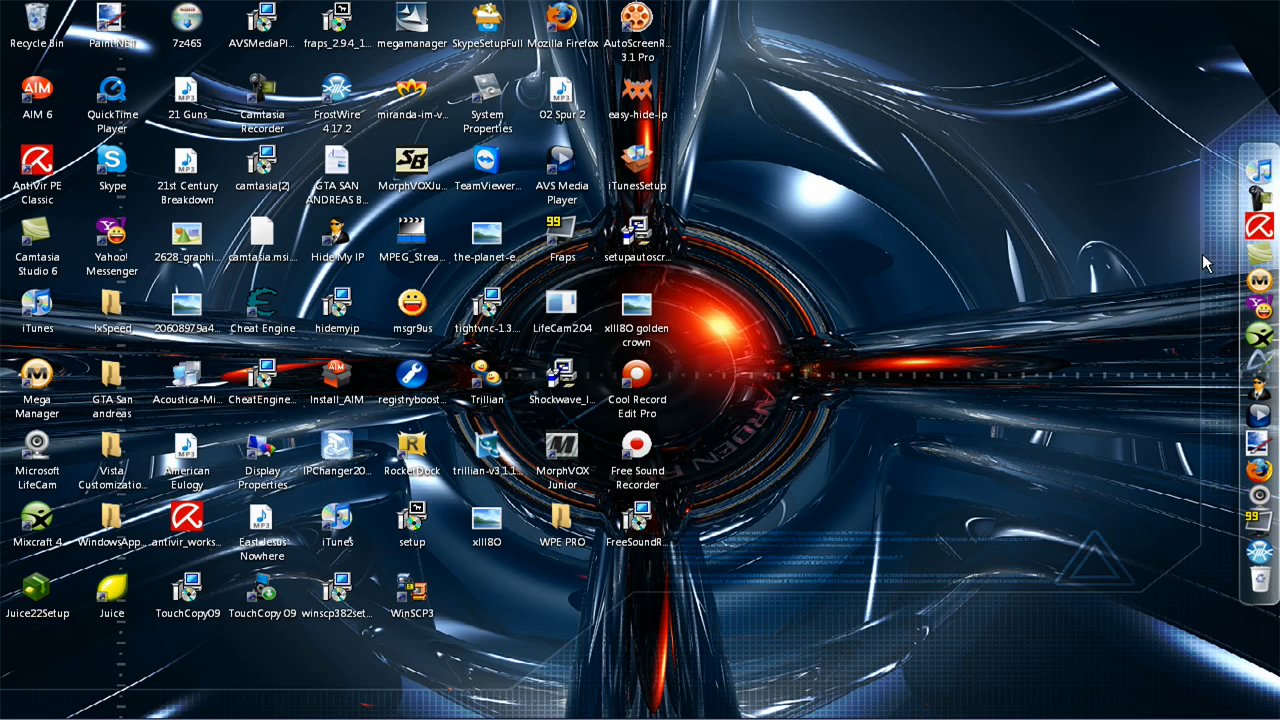 Recycle Bin
Paint.NET
7z465
AVSMediaPl...
fraps_2.9.4_1...
megamanager
SkypeSetupFull
Mozilla Firefox
AutoScreenR...
3.1 Pro
AIM 6
QuickTime
Player
21 Guns
Camtasia
Recorder
FrostWire
4.17.2
miranda-im-v...
System
Properties
02 Spur 2
easy-hide-ip
AntiVir PE
Classic
Skype
21st Century
Breakdown
camtasia(2)
GTA SAN
ANDREAS B...
MorphVOXJu...
TeamViewer...
AVS Media
Player
iTunesSetup
Camtasia
Studio 6
Yahoo!
Messenger
2628_graphi...
camtasia.msi...
Hide My IP
MPEG_Strea...
the-planet-e...
Fraps
setupautoscr...
iTunes
IxSpeed
20608979a4...
Cheat Engine
hidemyip
msgr9us
tightvnc-1.3...
LifeCam2.04
xIII80 golden
crown
Mega
Manager
GTA San
andreas
Acoustica-Mi...
CheatEngine...
Install_AIM
registryboost...
Trillian
Shockwave_I...
Cool Record
Edit Pro
Microsoft
LifeCam
Vista
Customizatio...
American
Eulogy
Display
Properties
IPChanger20...
RocketDock
trillian-v3.1.1...
MorphVOX
Junior
Free Sound
Recorder
Mixcraft 4
WindowsApp...
antivir_works...
East Jesus
Nowhere
iTunes
setup
xIII80
WPE PRO
FreeSoundR...
Juice22Setup
Juice
TouchCopy09
TouchCopy 09
winscp382set...
WinSCP3